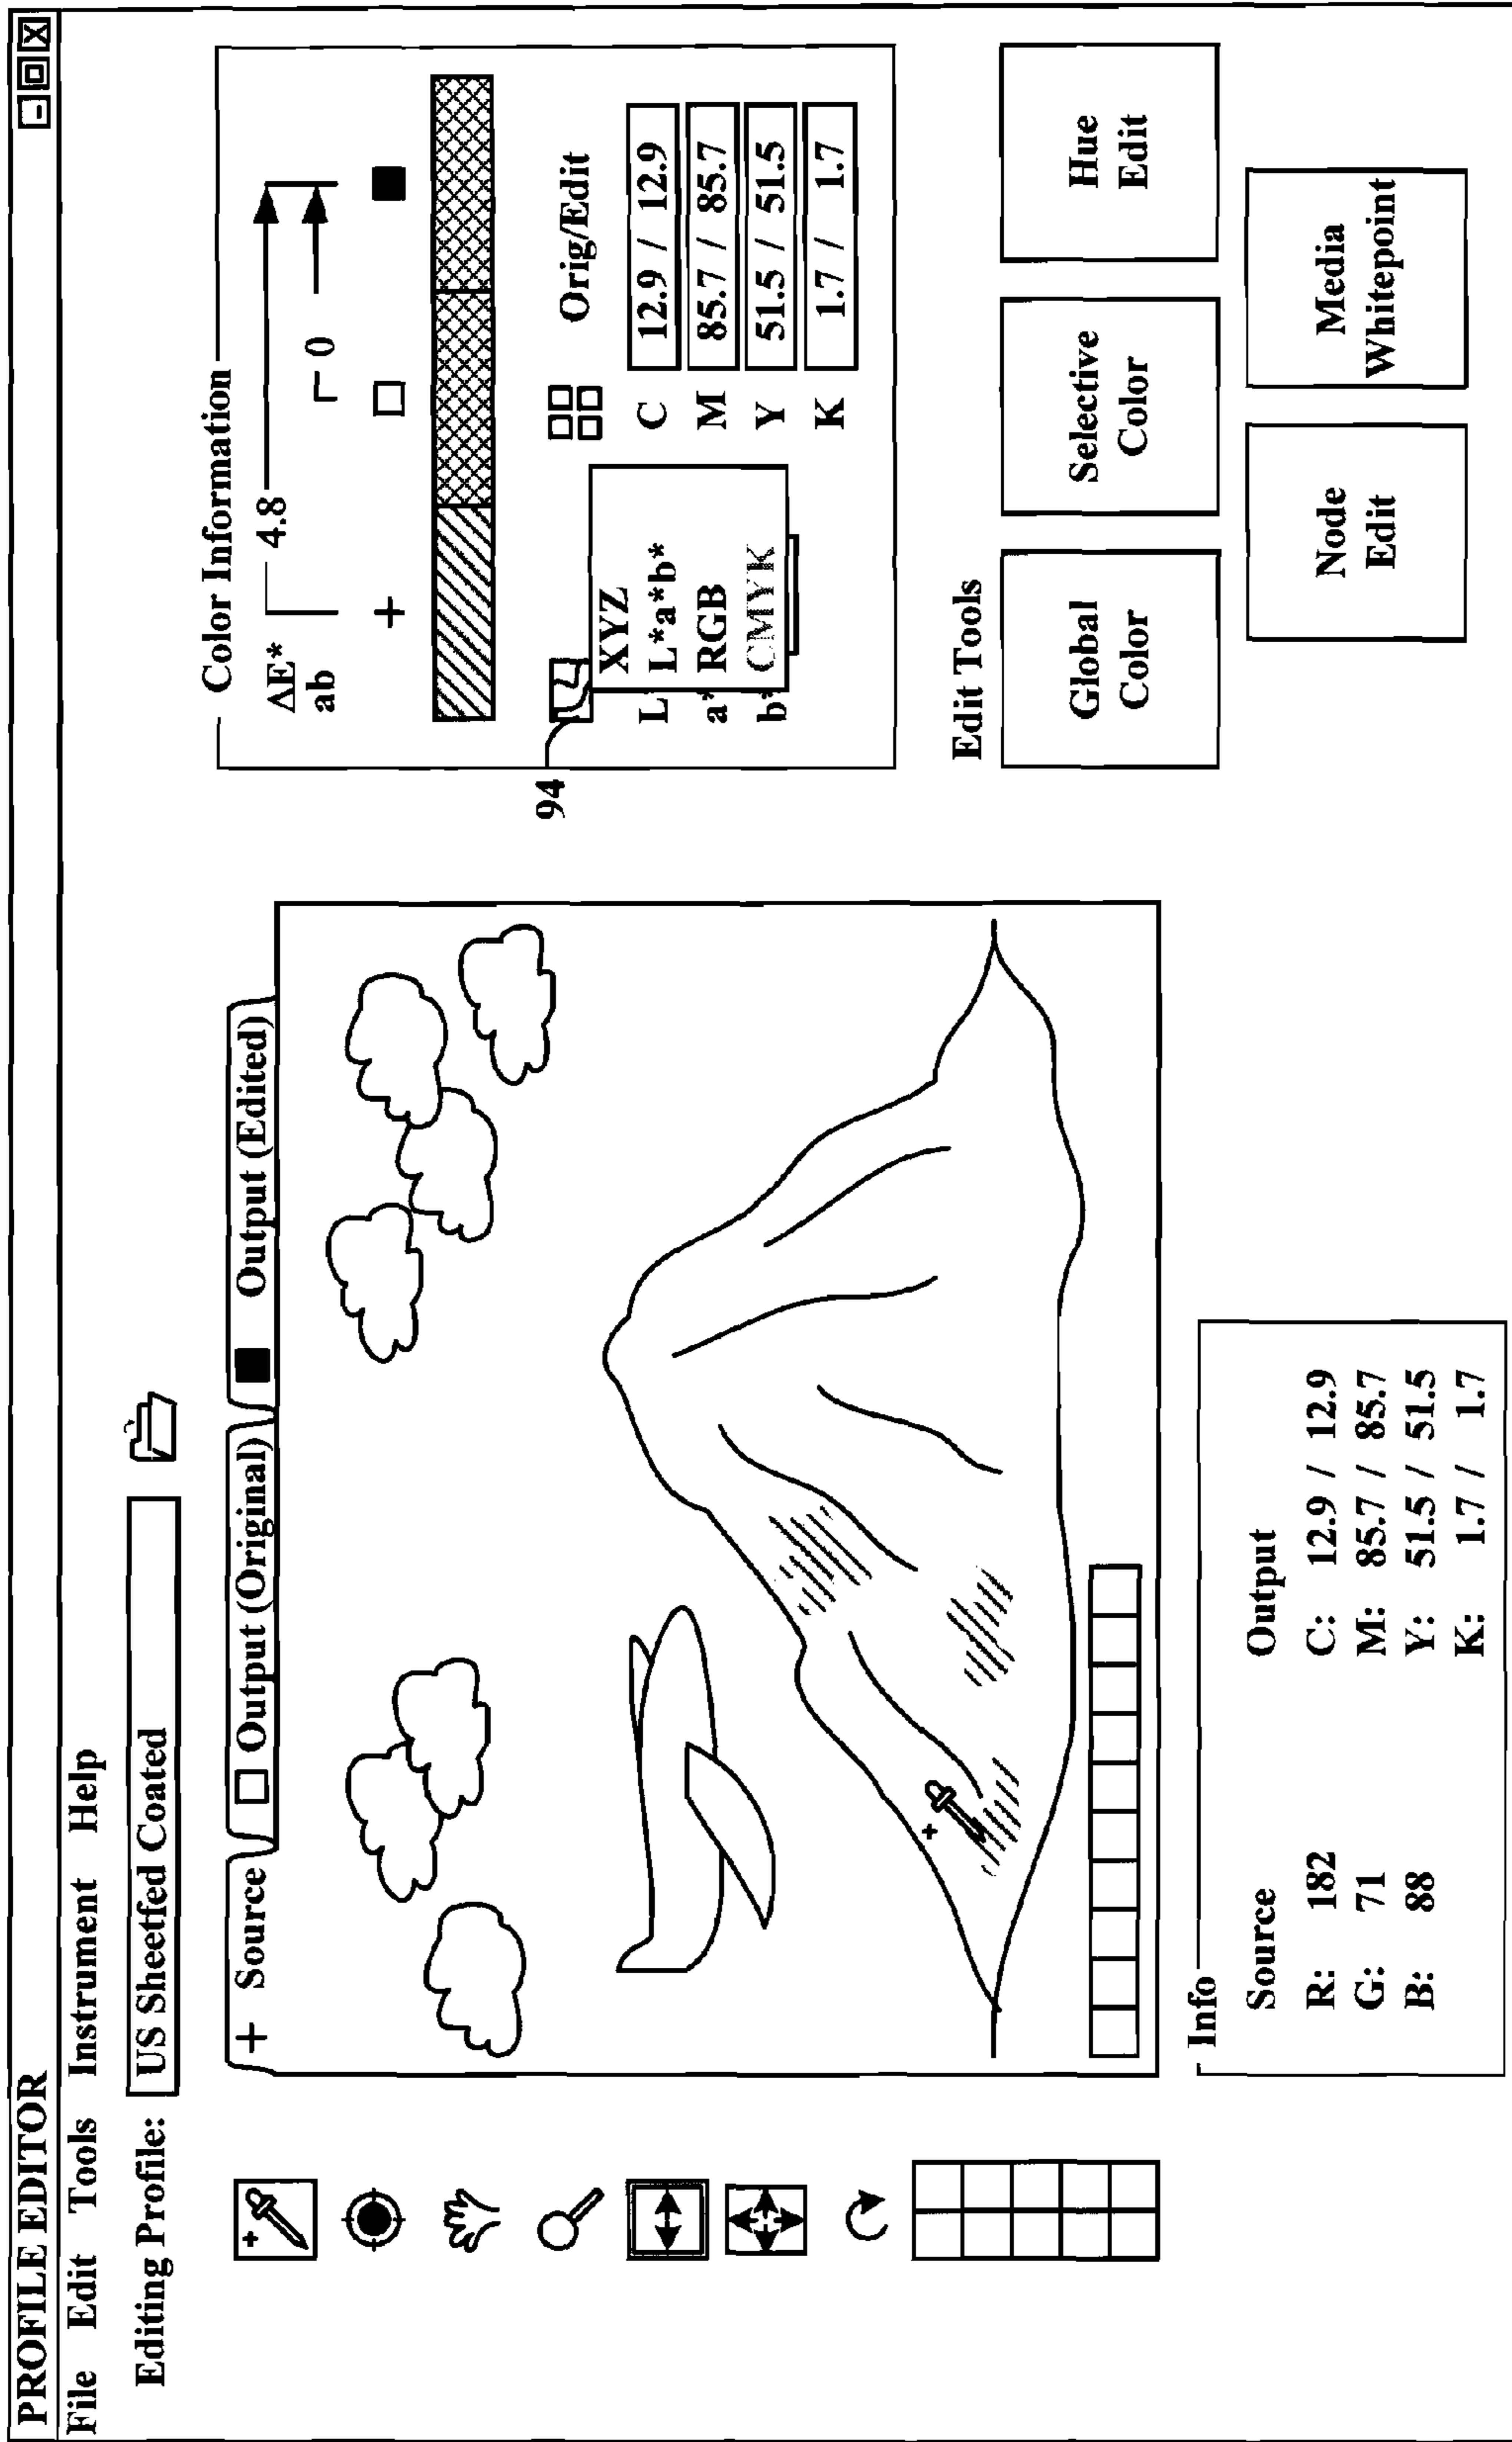 PROFILE EDITOR
File Edit Tools Instrument Help
Editing Profile: US Sheetfed Coated
+ Source
Output (Original)
Output (Edited)
Info
Source Output
R: 182 C: 12.9 / 12.9
G: 71 M: 85.7 / 85.7
B: 88 Y: 51.5 / 51.5
K: 1.7 / 1.7
Color Information
ΔE* 4.8
ab 0
+
94
Orig/Edit
XYZ
L L*a*b* C 12.9 / 12.9
a* RGB M 85.7 / 85.7
b* CMYK Y 51.5 / 51.5
K 1.7 / 1.7
Edit Tools
Global Color
Selective Color
Hue Edit
Node Edit
Media Whitepoint